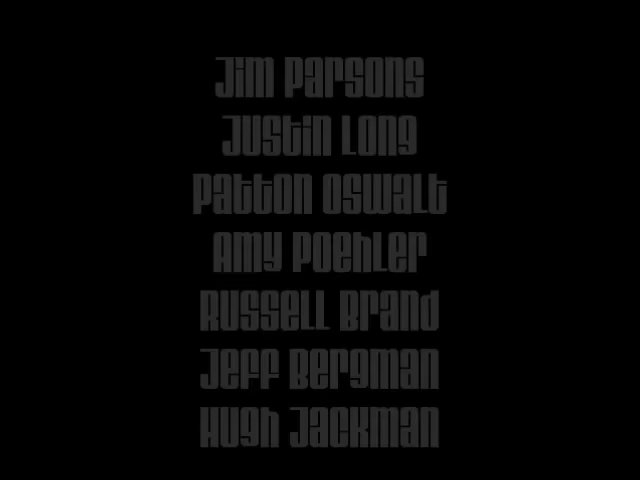 Jim Parsons
Justin Long
Patton Oswalt
Amy Poehler
Russell Brand
Jeff Bergman
Hugh Jackman